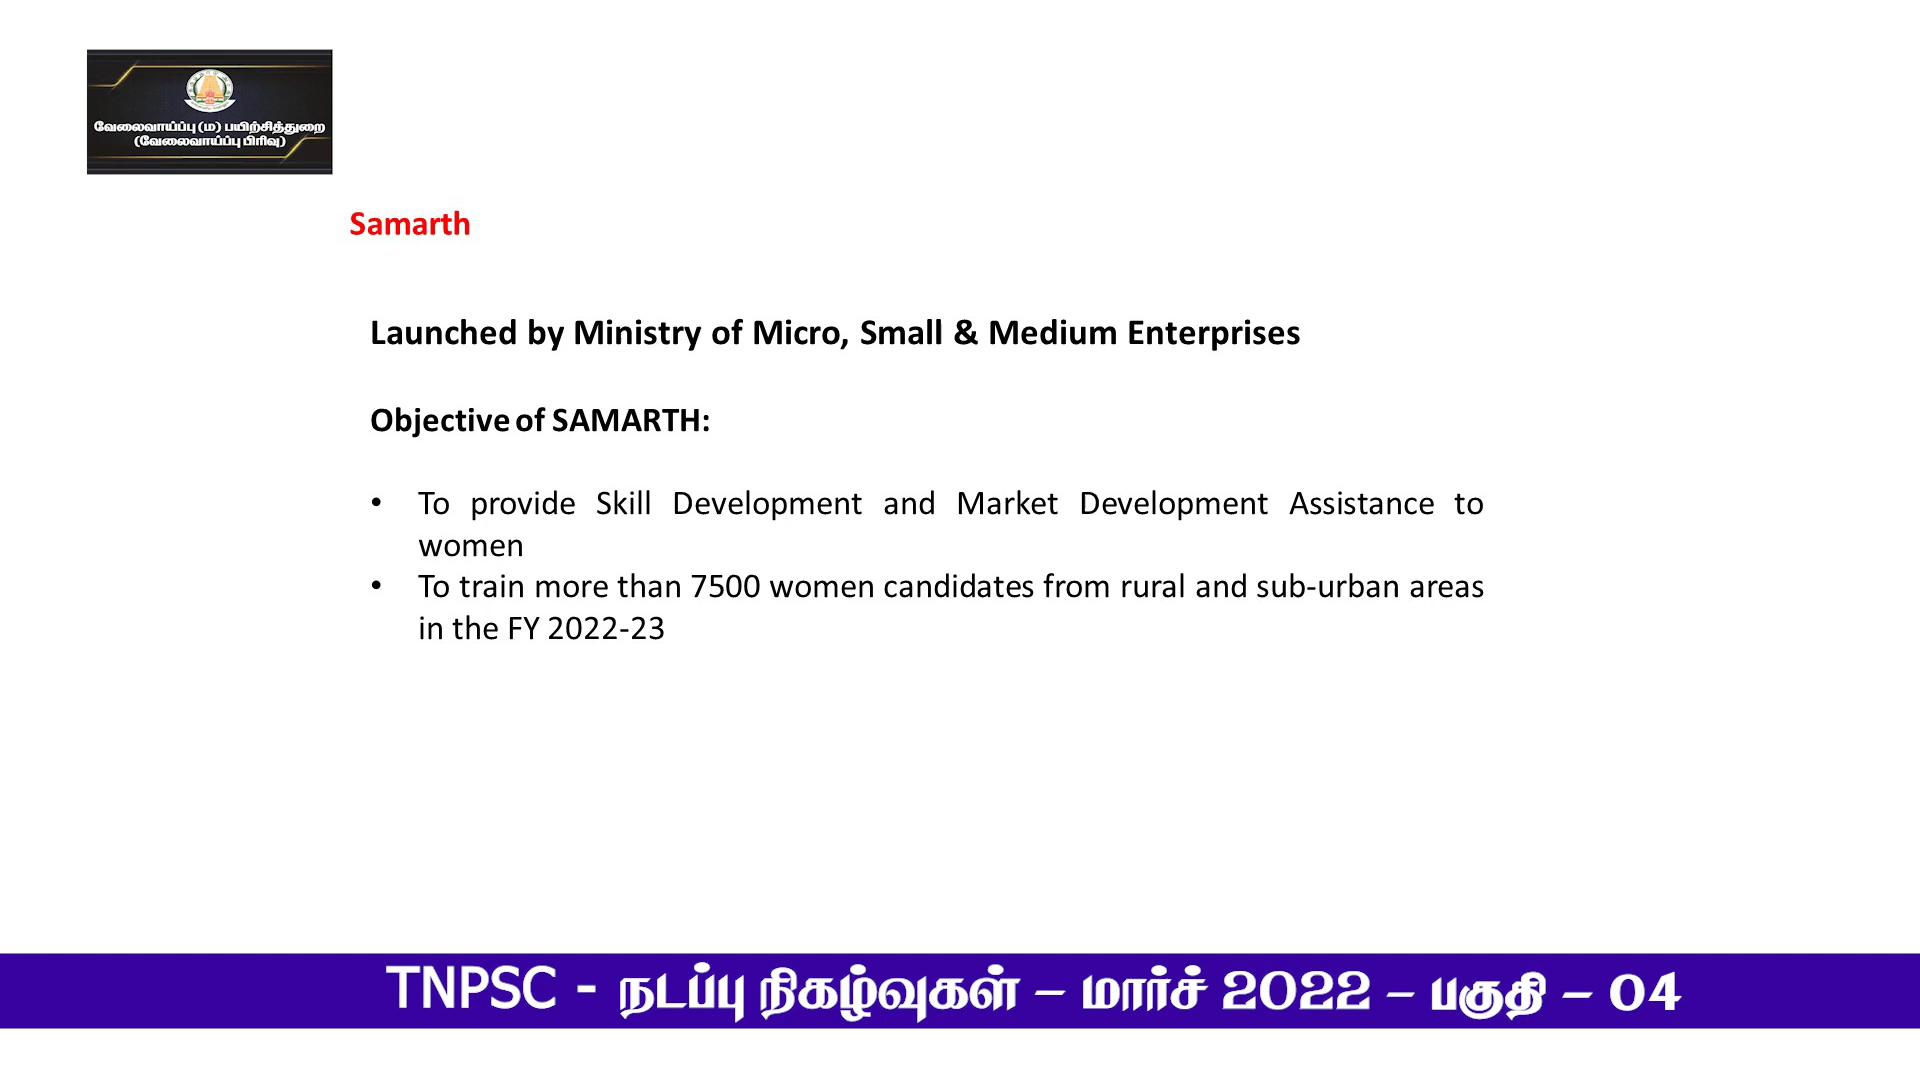 வேலைவாய்ப்பு (ம) பயிற்சித்துறை
(வேலைவாய்ப்பு பிரிவு)
Samarth
Launched by Ministry of Micro, Small & Medium Enterprises
Objective of SAMARTH:
• To provide Skill Development and Market Development Assistance to
women
• To train more than 7500 women candidates from rural and sub-urban areas
in the FY 2022-23
TNPSC - நடப்பு நிகழ்வுகள் – மார்ச் 2022 – பகுதி – 04